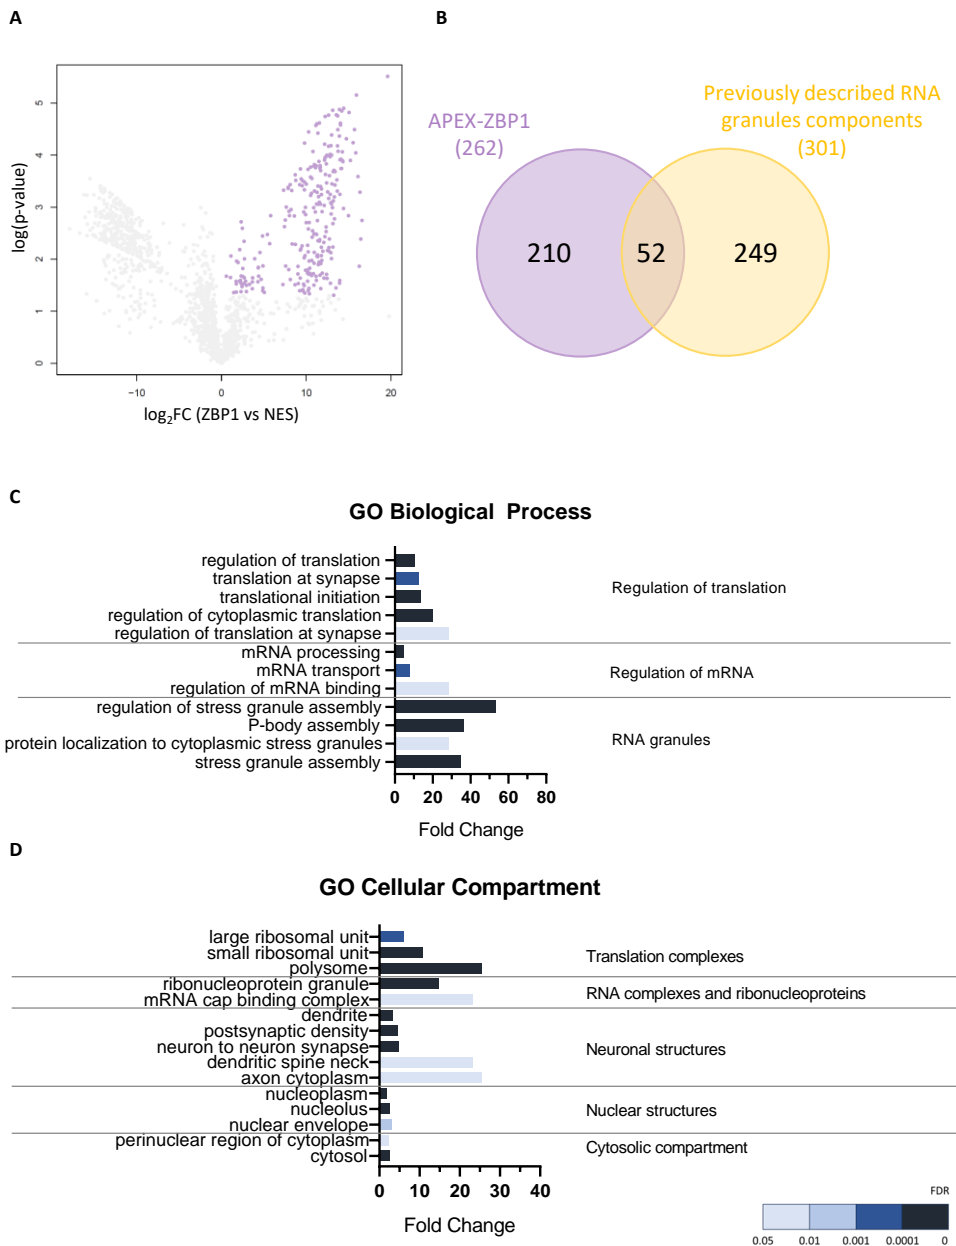 A
B
log(p-value)
0
1
2
3
4
5
−10
0
10
20
log2FC (ZBP1 vs NES)
APEX-ZBP1
(262)
Previously described RNA
granules components
(301)
210
52
249
C
GO Biological Process
regulation of translation
translation at synapse
translational initiation
regulation of cytoplasmic translation
regulation of translation at synapse
Regulation of translation
mRNA processing
mRNA transport
regulation of mRNA binding
Regulation of mRNA
regulation of stress granule assembly
P-body assembly
protein localization to cytoplasmic stress granules
stress granule assembly
RNA granules
0 20 40 60 80
Fold Change
D
GO Cellular Compartment
large ribosomal unit
small ribosomal unit
polysome
Translation complexes
ribonucleoprotein granule
mRNA cap binding complex
RNA complexes and ribonucleoproteins
dendrite
postsynaptic density
neuron to neuron synapse
dendritic spine neck
axon cytoplasm
Neuronal structures
nucleoplasm
nucleolus
nuclear envelope
Nuclear structures
perinuclear region of cytoplasm
cytosol
Cytosolic compartment
0 10 20 30 40
Fold Change
FDR
0.05 0.01 0.001 0.0001 0